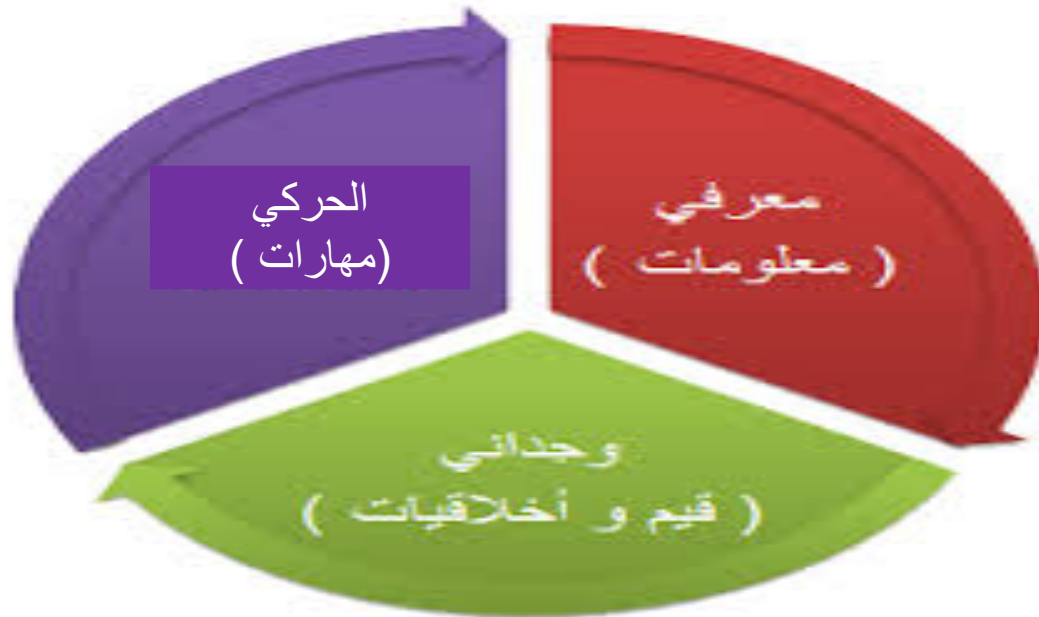 معرفي
( معلومات )
الحركي
(مهارات )
وجداني
( قيم و أخلاقيات )